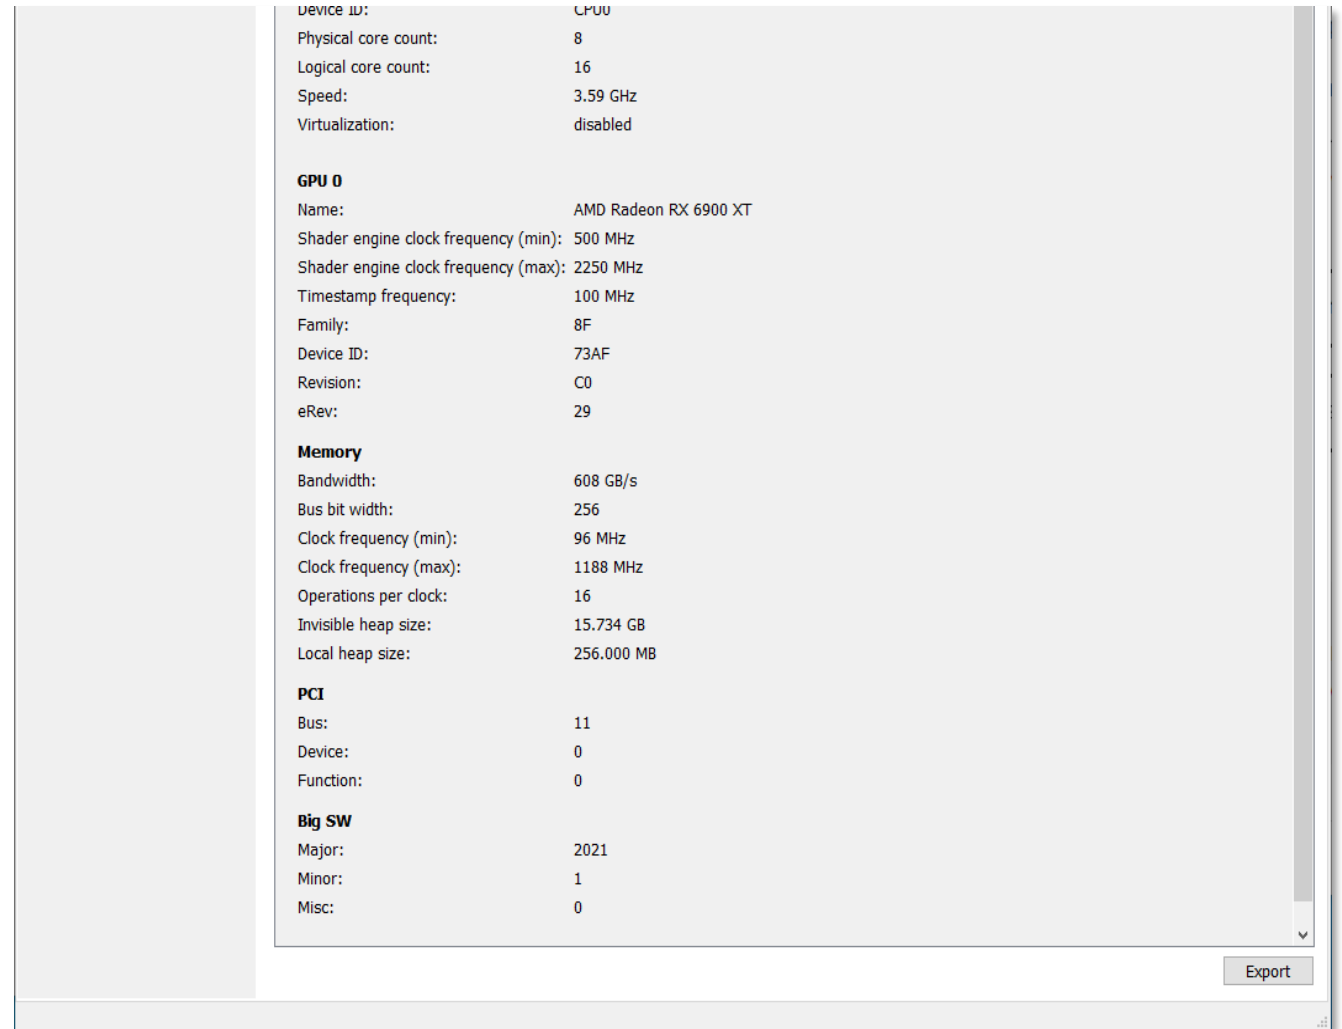 Device ID: CPU0
Physical core count: 8
Logical core count: 16
Speed: 3.59 GHz
Virtualization: disabled
GPU 0
Name: AMD Radeon RX 6900 XT
Shader engine clock frequency (min): 500 MHz
Shader engine clock frequency (max): 2250 MHz
Timestamp frequency: 100 MHz
Family: 8F
Device ID: 73AF
Revision: C0
eRev: 29
Memory
Bandwidth: 608 GB/s
Bus bit width: 256
Clock frequency (min): 96 MHz
Clock frequency (max): 1188 MHz
Operations per clock: 16
Invisible heap size: 15.734 GB
Local heap size: 256.000 MB
PCI
Bus: 11
Device: 0
Function: 0
Big SW
Major: 2021
Minor: 1
Misc: 0
Export